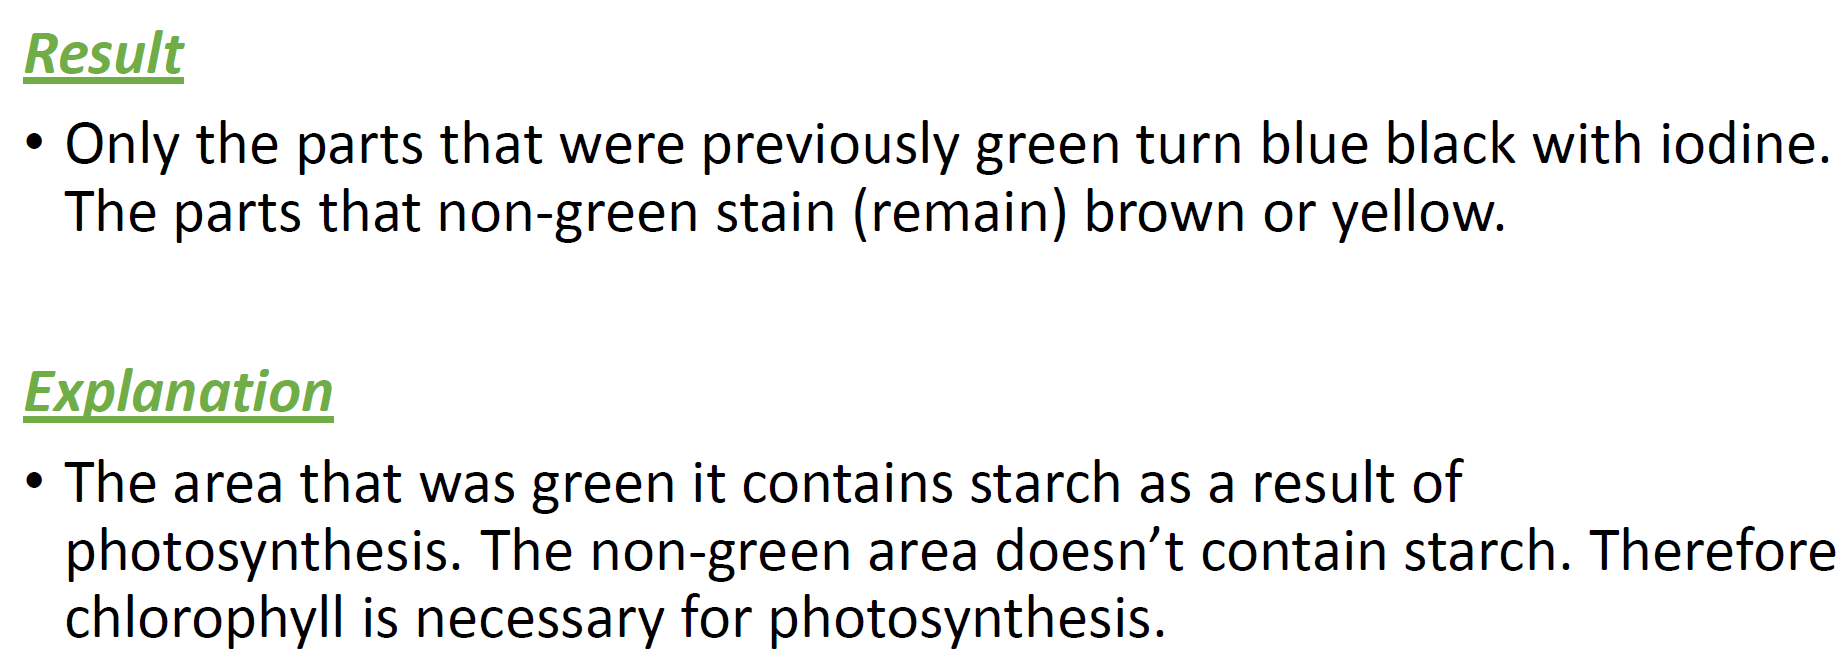 Result
• Only the parts that were previously green turn blue black with iodine.
The parts that non-green stain (remain) brown or yellow.
Explanation
• The area that was green it contains starch as a result of
photosynthesis. The non-green area doesn’t contain starch. Therefore
chlorophyll is necessary for photosynthesis.